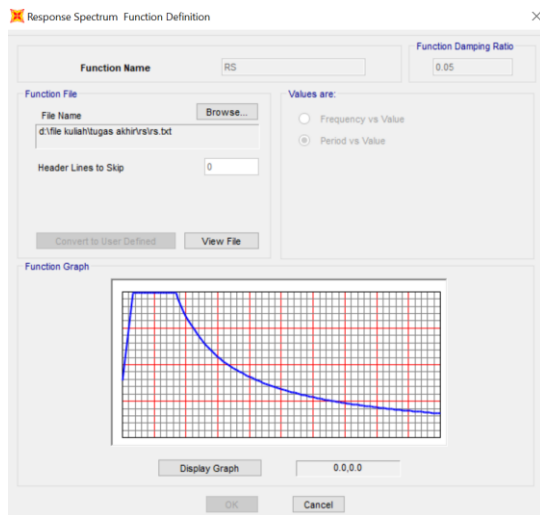 Response Spectrum Function Definition
Function Damping Ratio
Function Name
RS
0.05
Function File
Values are:
File Name
Browse...
Frequency vs Value
d:\file kuliah\tugas akhir\rs\rs.txt
Period vs Value
Header Lines to Skip
0
Convert to User Defined
View File
Function Graph
Display Graph
0.0,0.0
OK
Cancel